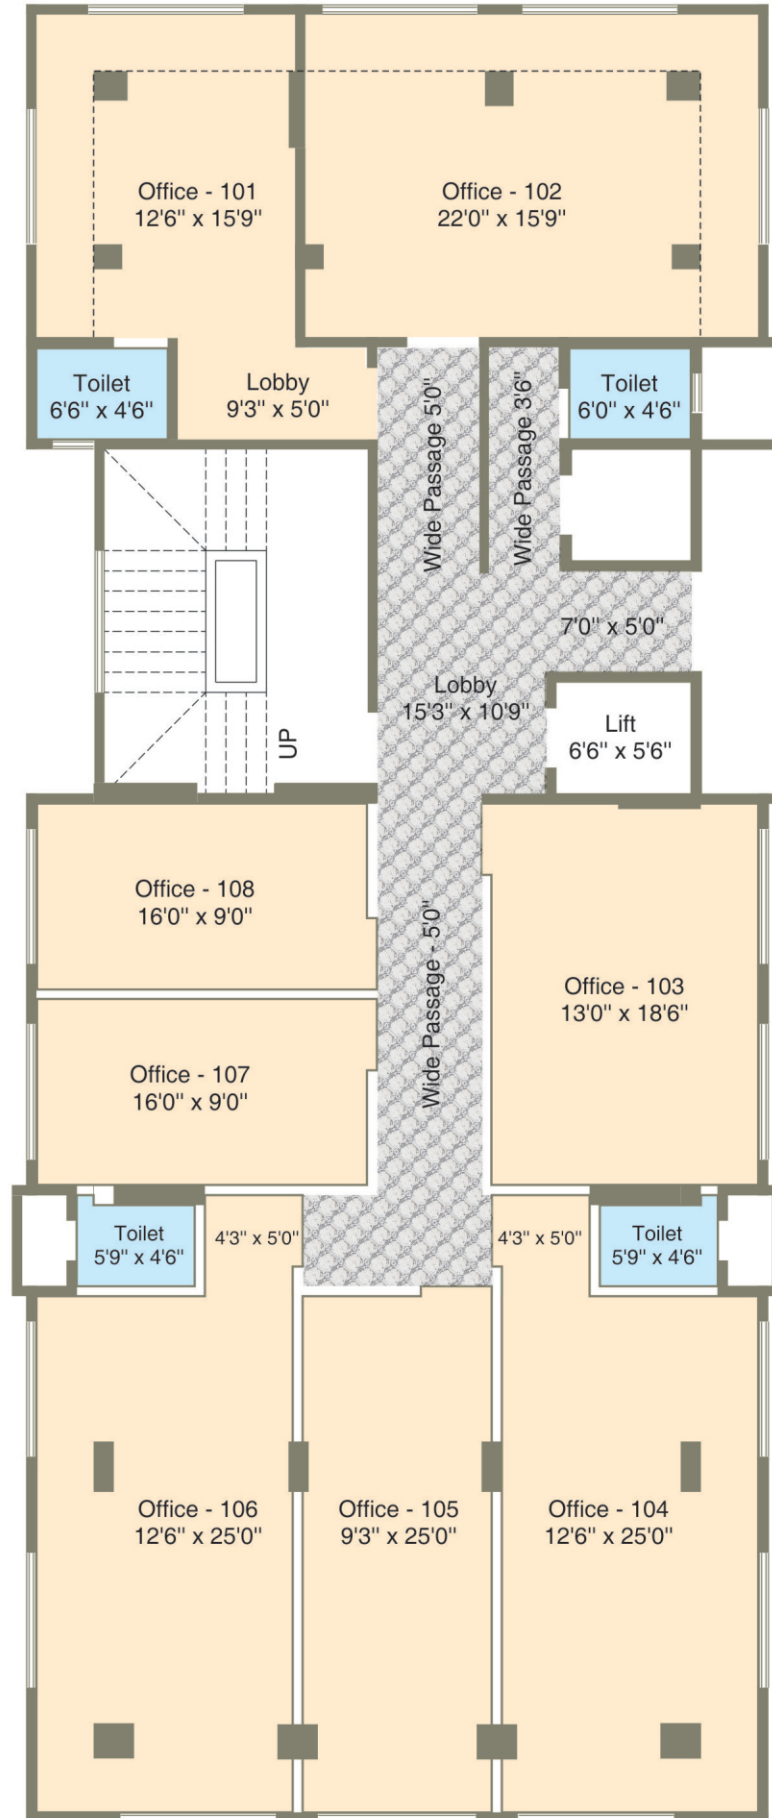 Office - 101
12'6" x 15'9"
Office - 102
22'0" x 15'9"
Toilet
6'6" x 4'6"
Lobby
9'3" x 5'0"
Wide Passage 5'0"
Wide Passage 3'6"
Toilet
6'0" x 4'6"
7'0" x 5'0"
Lobby
15'3" x 10'9"
UP
Lift
6'6" x 5'6"
Office - 108
16'0" x 9'0"
Wide Passage - 5'0"
Office - 103
13'0" x 18'6"
Office - 107
16'0" x 9'0"
Toilet
5'9" x 4'6"
4'3" x 5'0"
4'3" x 5'0"
Toilet
5'9" x 4'6"
Office - 106
12'6" x 25'0"
Office - 105
9'3" x 25'0"
Office - 104
12'6" x 25'0"